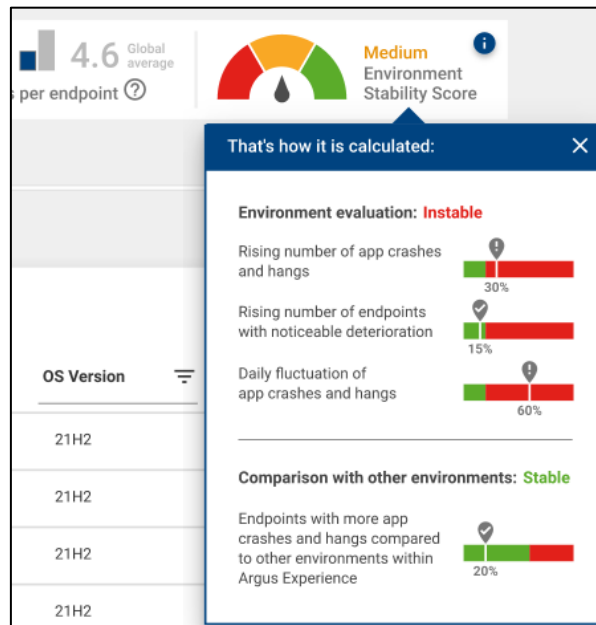 4.6 Global
average
s per endpoint
Medium
Environment
Stability Score
That's how it is calculated:
Environment evaluation: Instable
Rising number of app crashes
and hangs
30%
Rising number of endpoints
with noticeable deterioration
15%
Daily fluctuation of
app crashes and hangs
60%
Comparison with other environments: Stable
Endpoints with more app
crashes and hangs compared
to other environments within
Argus Experience
20%
OS Version
21H2
21H2
21H2
21H2